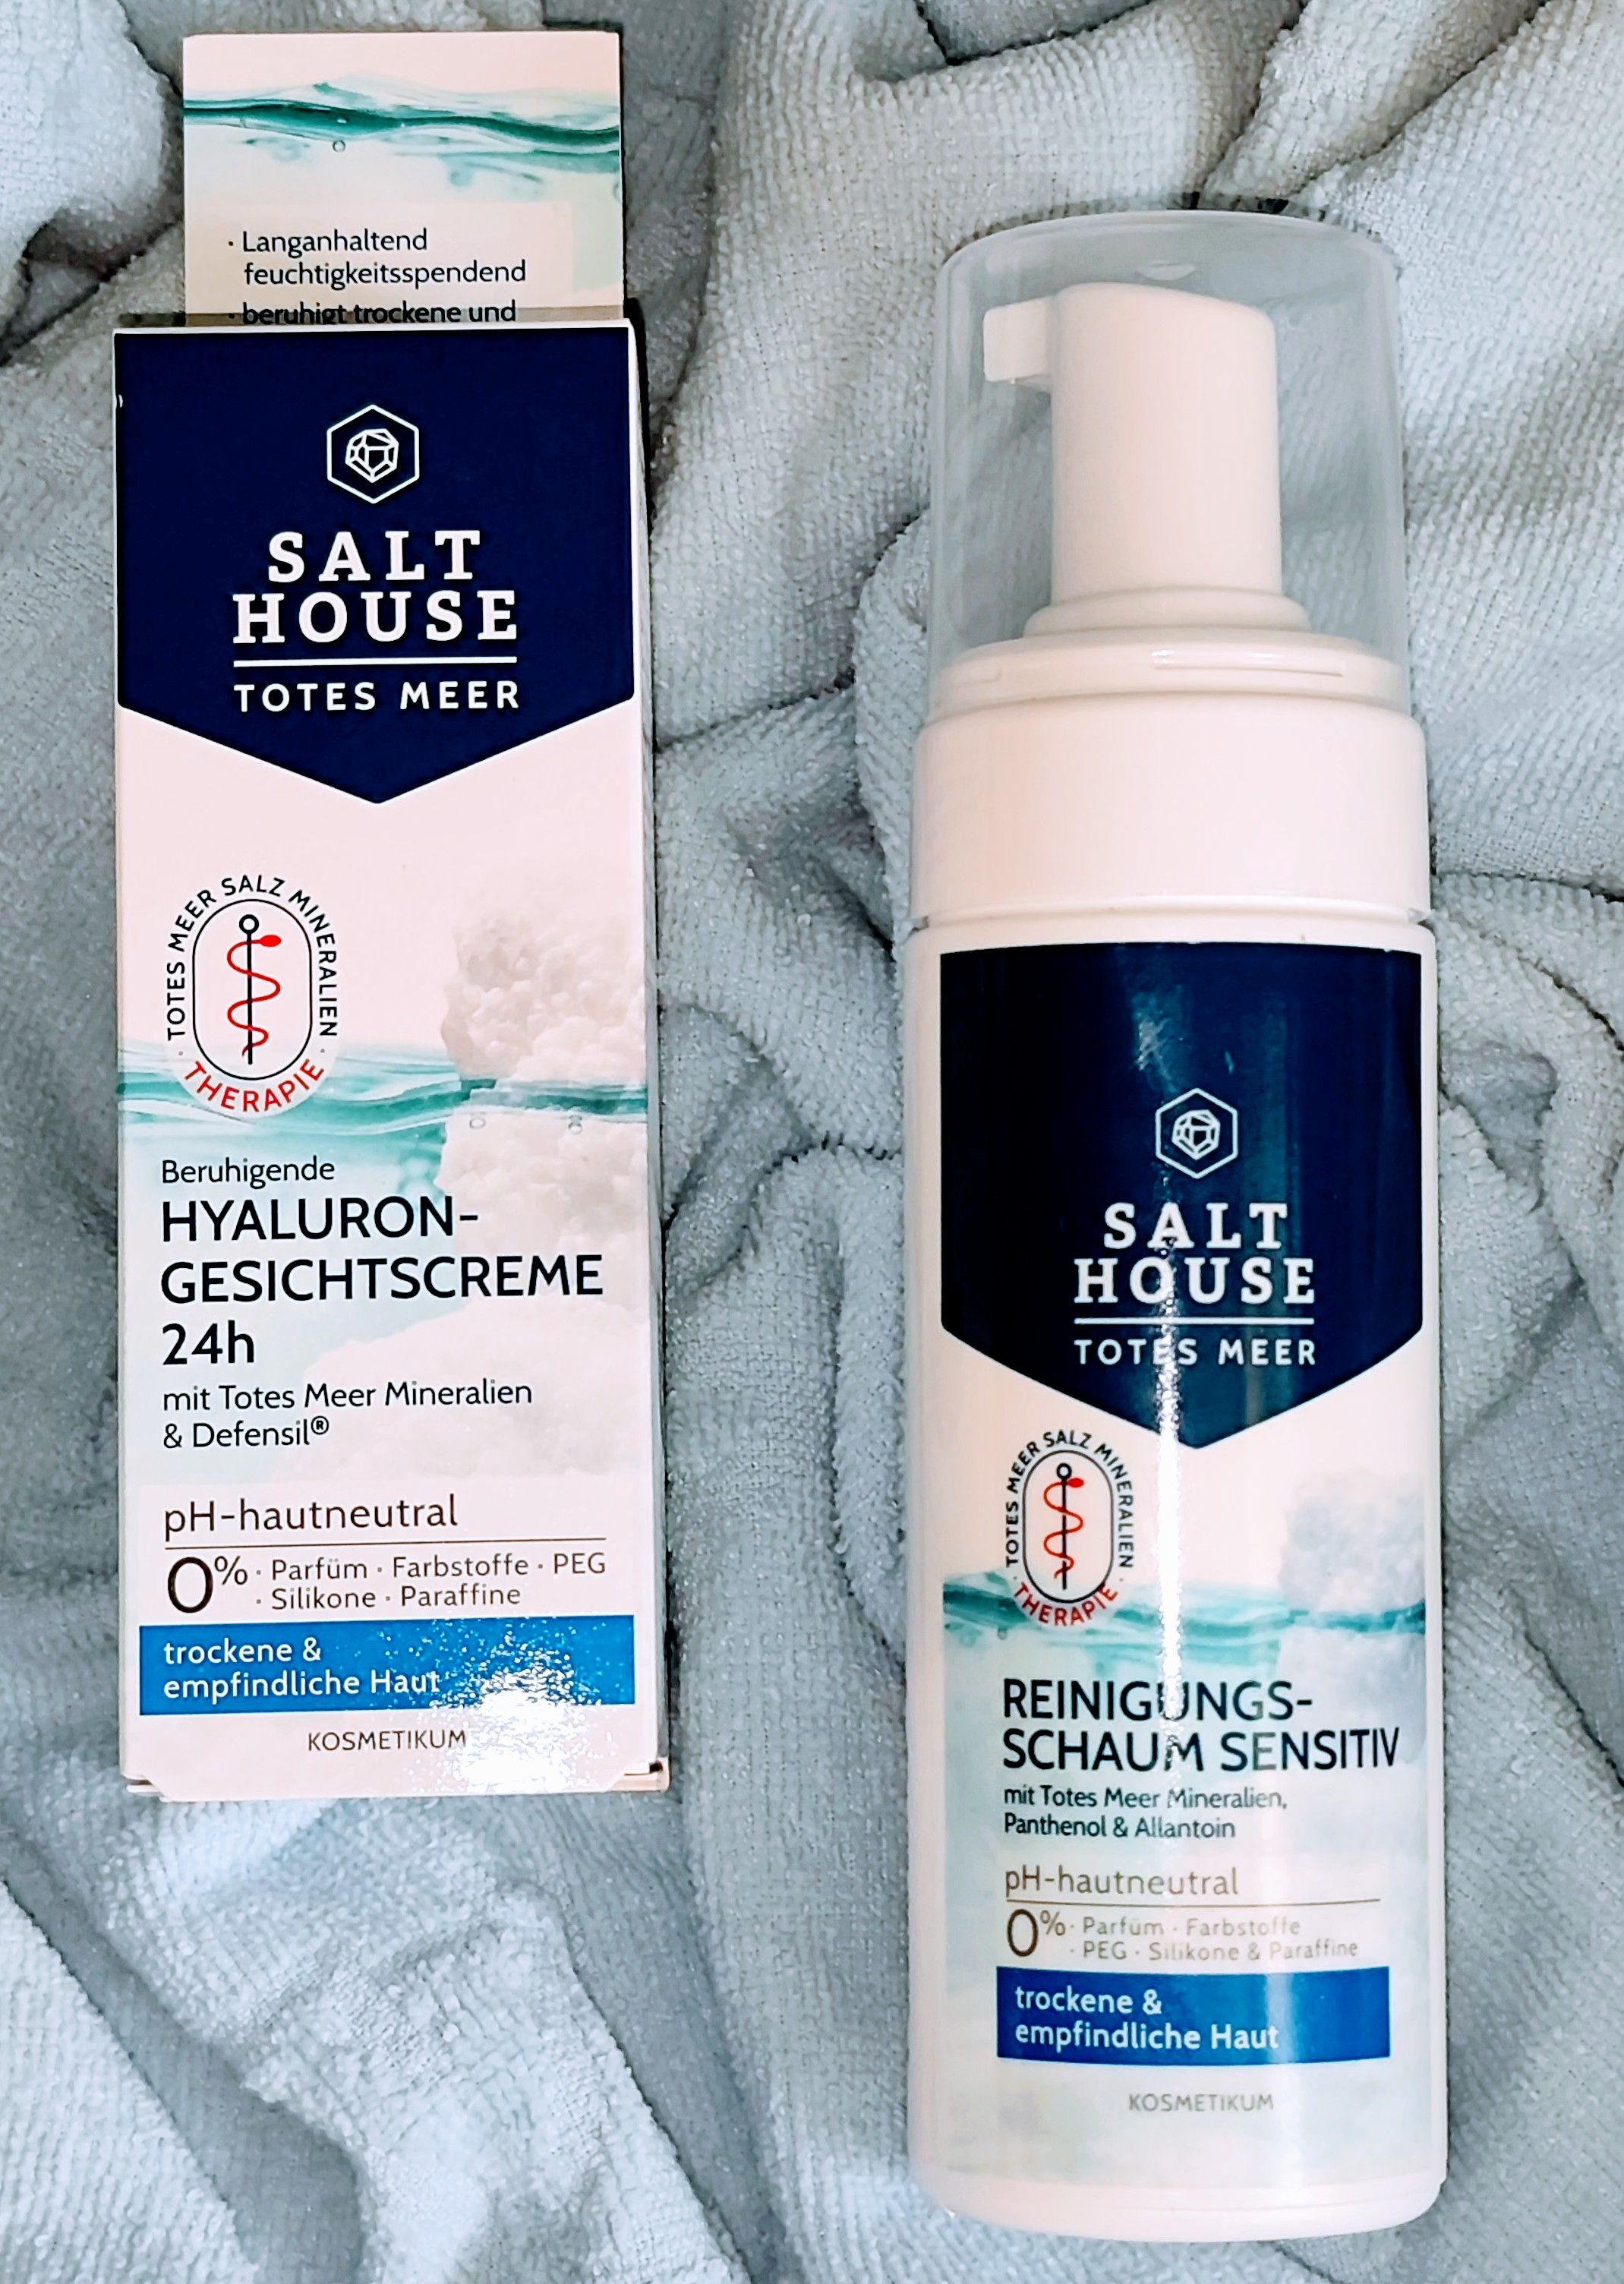 · Langanhaltend
feuchtigkeitsspendend
· beruhigt trockene und
SALT
HOUSE
TOTES MEER
· TOTES MEER SALZ MINERALIEN ·
THERAPIE
Beruhigende
HYALURON-
GESICHTSCREME
24h
mit Totes Meer Mineralien
& Defensil®
pH-hautneutral
0% · Parfüm · Farbstoffe · PEG
· Silikone · Paraffine
trockene &
empfindliche Haut
KOSMETIKUM
SALT
HOUSE
TOTES MEER
· TOTES MEER SALZ MINERALIEN ·
THERAPIE
REINIGUNGS-
SCHAUM SENSITIV
mit Totes Meer Mineralien,
Panthenol & Allantoin
pH-hautneutral
0% · Parfüm · Farbstoffe
· PEG · Silikone & Paraffine
trockene &
empfindliche Haut
KOSMETIKUM